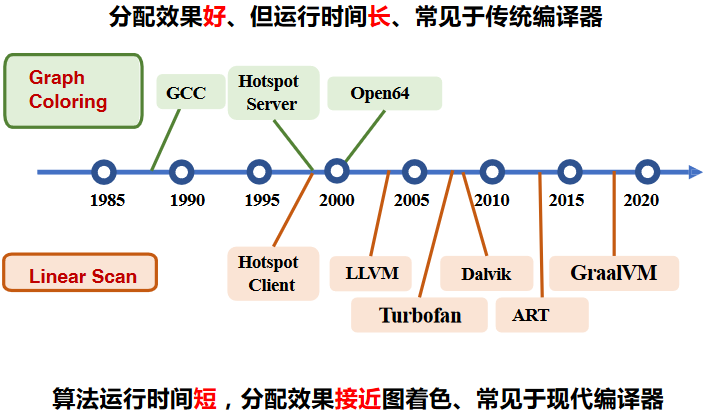 分配效果好、但运行时间长、常见于传统编译器
Graph
Coloring
GCC
Hotspot
Server
Open64
1985
1990
1995
2000
2005
2010
2015
2020
Linear Scan
Hotspot
Client
LLVM
Turbofan
Dalvik
ART
GraalVM
算法运行时间短，分配效果接近图着色、常见于现代编译器